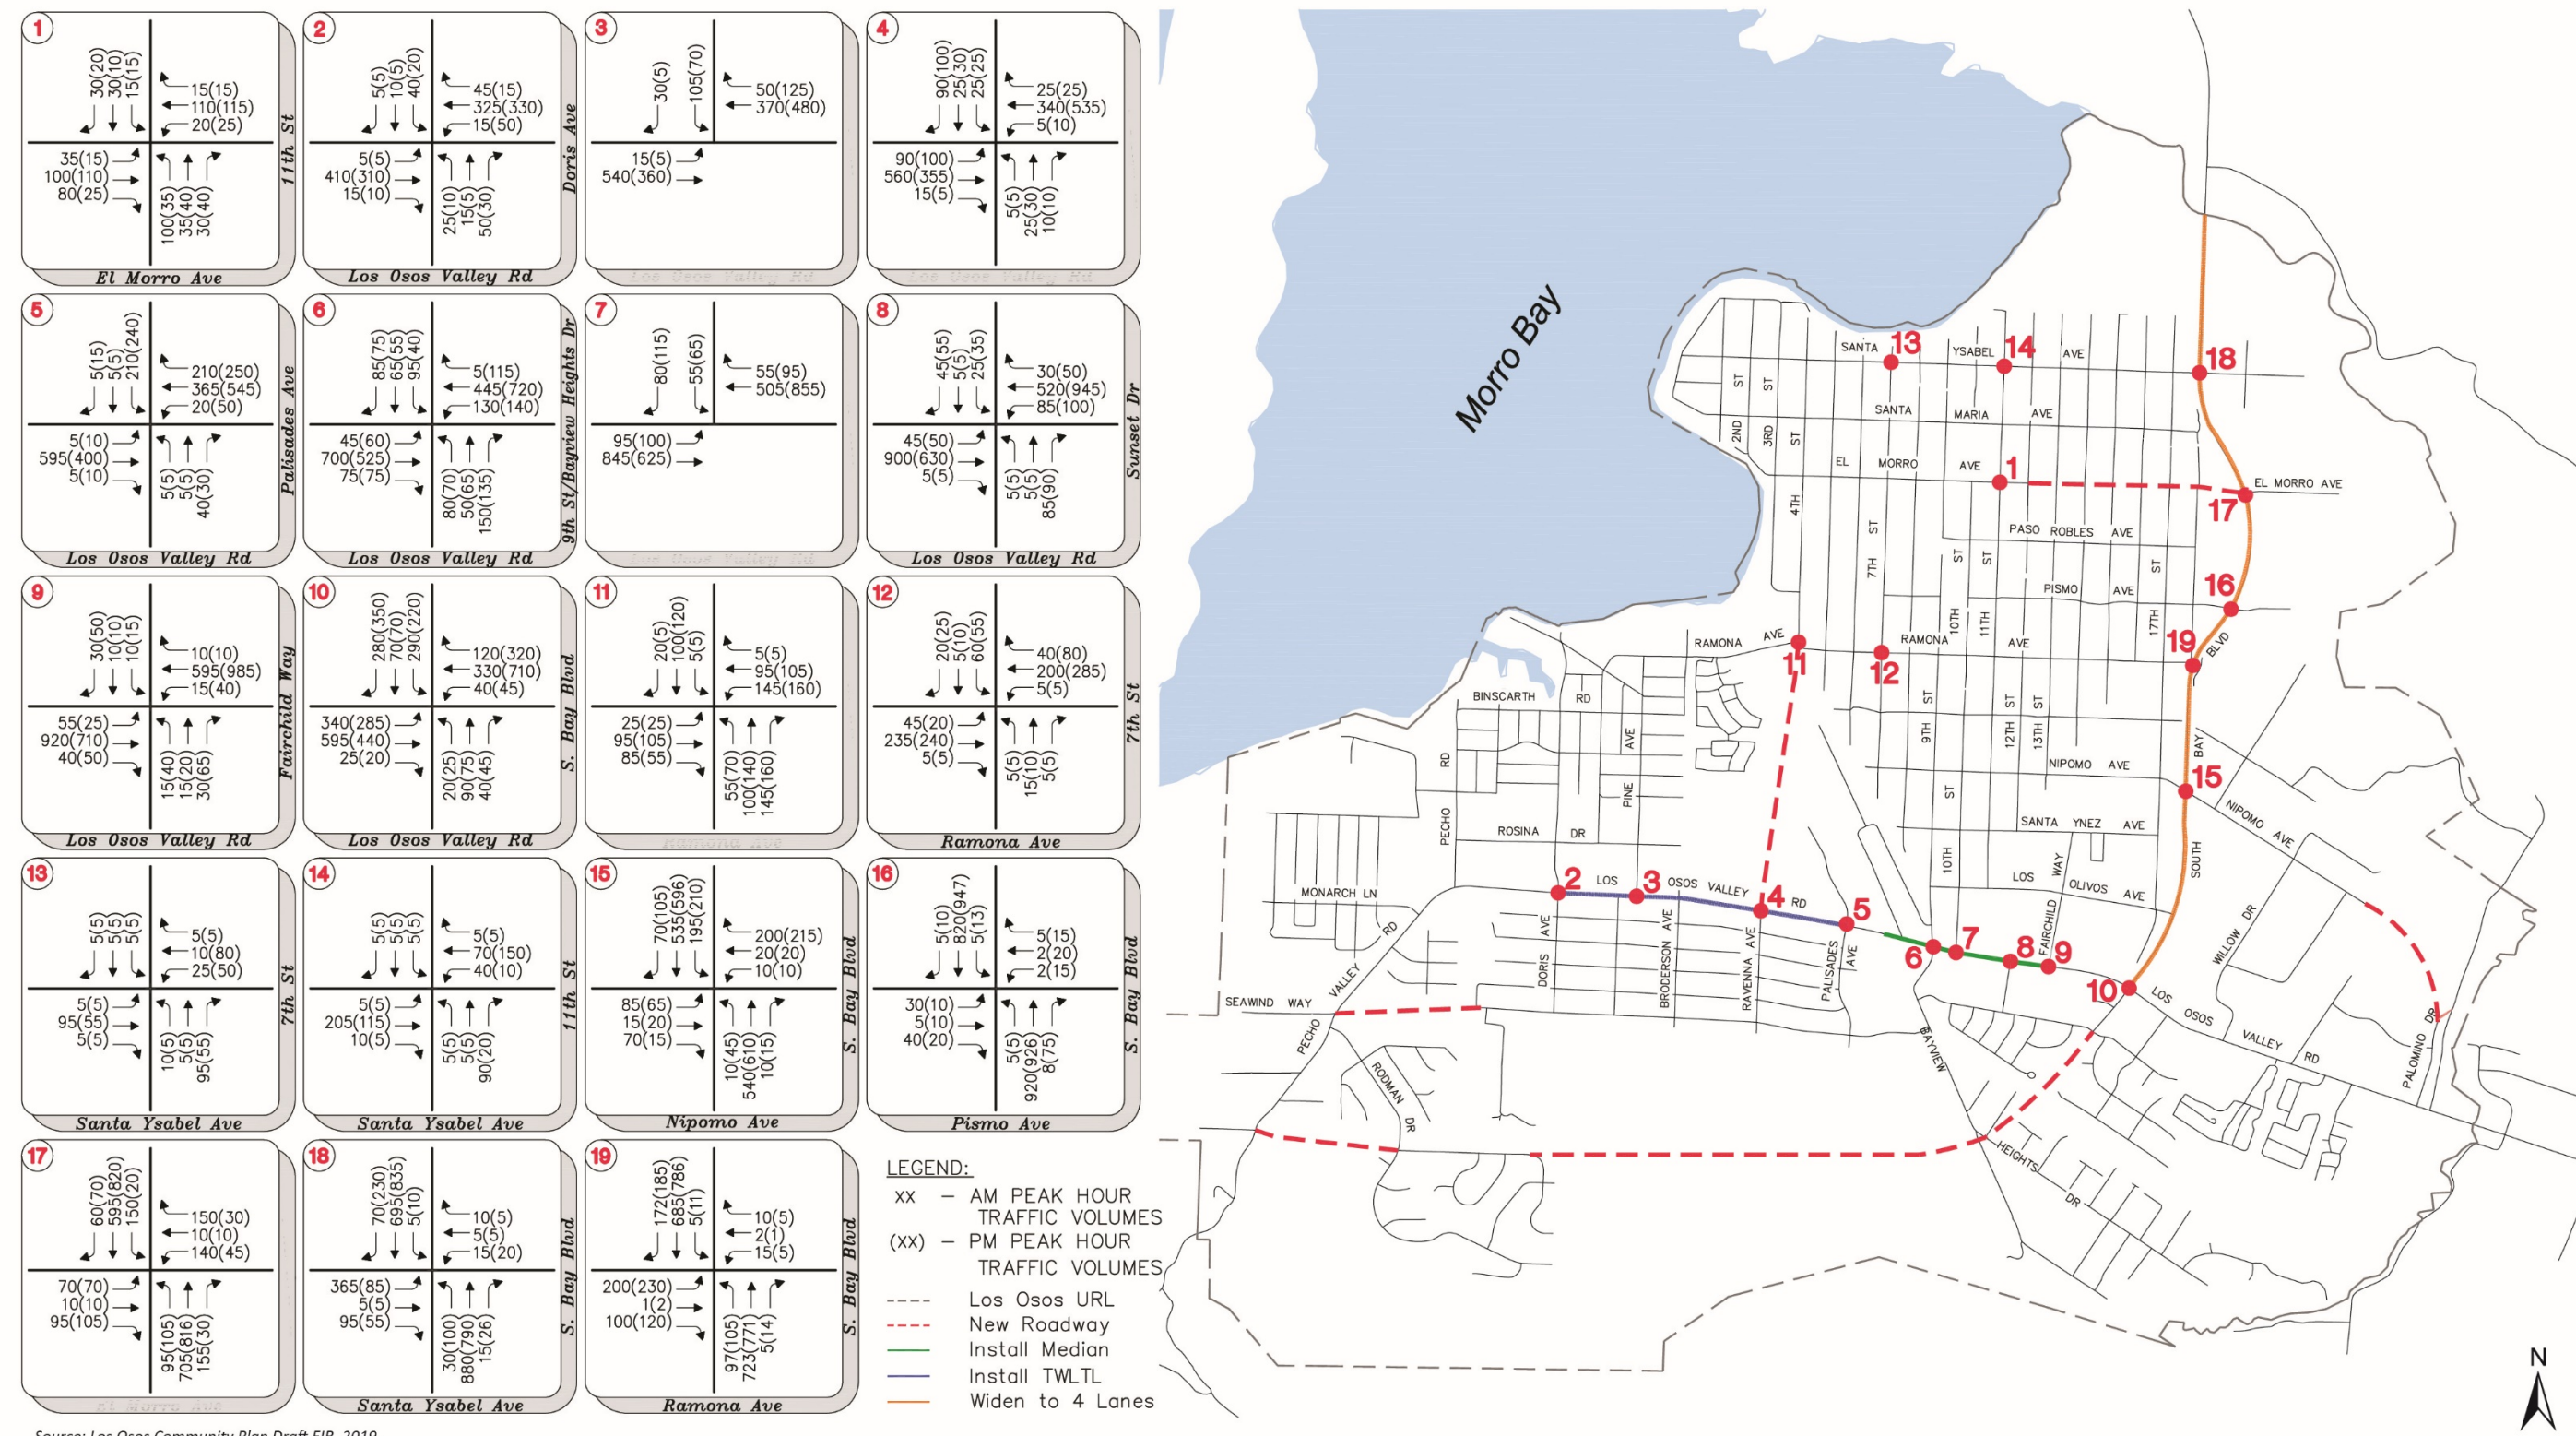 1
30(20)
30(10)
15(15)
15(15)
110(115)
20(25)
35(15)
100(110)
80(25)
100(35)
35(40)
30(40)
11th St
El Morro Ave
2
5(5)
10(5)
40(20)
45(15)
325(330)
15(50)
5(5)
410(310)
15(10)
25(10)
15(5)
50(30)
Doris Ave
Los Osos Valley Rd
3
30(5)
105(70)
50(125)
370(480)
15(5)
540(360)
Los Osos Valley Rd
4
90(100)
25(30)
25(25)
25(25)
340(535)
5(10)
90(100)
560(355)
15(5)
5(5)
25(30)
10(10)
Los Osos Valley Rd
5
5(15)
5(5)
210(240)
210(250)
365(545)
20(50)
5(10)
595(400)
5(10)
5(5)
5(5)
40(30)
Palisades Ave
Los Osos Valley Rd
6
85(75)
65(55)
95(40)
5(115)
445(720)
130(140)
45(60)
700(525)
75(75)
80(70)
50(65)
150(135)
9th St/Bayview Heights Dr
Los Osos Valley Rd
7
80(115)
55(65)
55(95)
505(855)
95(100)
845(625)
Los Osos Valley Rd
8
45(55)
5(5)
25(35)
30(50)
520(945)
85(100)
45(50)
900(630)
5(5)
5(5)
5(5)
85(90)
Sunset Dr
Los Osos Valley Rd
9
30(50)
10(10)
10(15)
10(10)
595(985)
15(40)
55(25)
920(710)
40(50)
15(40)
15(20)
30(65)
Fairchild Way
Los Osos Valley Rd
10
280(350)
70(70)
290(220)
120(320)
330(710)
40(45)
340(285)
595(440)
25(20)
20(25)
90(75)
40(45)
S. Bay Blvd
Los Osos Valley Rd
11
20(5)
100(120)
5(5)
5(5)
95(105)
145(160)
25(25)
95(105)
85(55)
55(70)
100(140)
145(160)
Ramona Ave
12
20(25)
5(10)
60(55)
40(80)
200(285)
5(5)
45(20)
235(240)
5(5)
5(5)
15(10)
5(5)
7th St
Ramona Ave
13
5(5)
5(5)
5(5)
5(5)
10(80)
25(50)
5(5)
95(55)
5(5)
10(5)
5(5)
95(55)
7th St
Santa Ysabel Ave
14
5(5)
5(5)
5(5)
5(5)
70(150)
40(10)
5(5)
205(115)
10(5)
5(5)
5(5)
90(20)
11th St
Santa Ysabel Ave
15
70(105)
535(596)
195(210)
200(215)
20(20)
10(10)
85(65)
15(20)
70(15)
10(45)
540(610)
10(15)
S. Bay Blvd
Nipomo Ave
16
5(10)
820(947)
5(13)
5(15)
2(20)
2(15)
30(10)
5(10)
40(20)
5(5)
920(926)
8(75)
S. Bay Blvd
Pismo Ave
17
60(70)
595(820)
150(20)
150(30)
10(10)
140(45)
70(70)
10(10)
95(105)
95(105)
705(816)
155(30)
El Morro Ave
18
70(230)
695(835)
5(10)
10(5)
5(5)
15(20)
365(85)
5(5)
95(55)
30(100)
880(790)
15(26)
S. Bay Blvd
Santa Ysabel Ave
19
172(185)
685(786)
5(11)
10(5)
2(1)
15(5)
200(230)
1(2)
100(120)
97(105)
723(771)
5(14)
S. Bay Blvd
Ramona Ave
LEGEND:
XX – AM PEAK HOUR
TRAFFIC VOLUMES
(XX) – PM PEAK HOUR
TRAFFIC VOLUMES
Los Osos URL
New Roadway
Install Median
Install TWLTL
Widen to 4 Lanes
Source: Los Osos Community Plan Draft EIR, 2019
Morro Bay
SANTA
13
YSABEL
14
AVE
18
ST
ST
SANTA
MARIA
AVE
2ND
3RD
ST
EL
MORRO
AVE
1
EL MORRO AVE
17
4TH
ST
7TH
PASO ROBLES AVE
ST
ST
ST
PISMO
AVE
16
10TH
11TH
17TH
19
BLVD
RAMONA
AVE
11
12
RAMONA
AVE
BINSCARTH
RD
ST
9TH
ST
12TH
ST
13TH
AVE
PINE
RD
PECHO
BAY
SOUTH
NIPOMO AVE
15
NIPOMO AVE
ROSINA
DR
ST
10TH
SANTA YNEZ AVE
WAY
FAIRCHILD
LOS
OLIVOS
AVE
MONARCH LN
2
LOS
3
OSOS VALLEY
4
RD
5
6
7
8
9
10
AVE
DORIS
BRODERSON AVE
RAVENNA AVE
PALISADES
AVE
WILLOW DR
RD
VALLEY
PECHO
SEAWIND WAY
LOS
OSOS
VALLEY
RD
PALOMINO DR
BAYVIEW
HEIGHTS
DR
RODMAN
DR
N